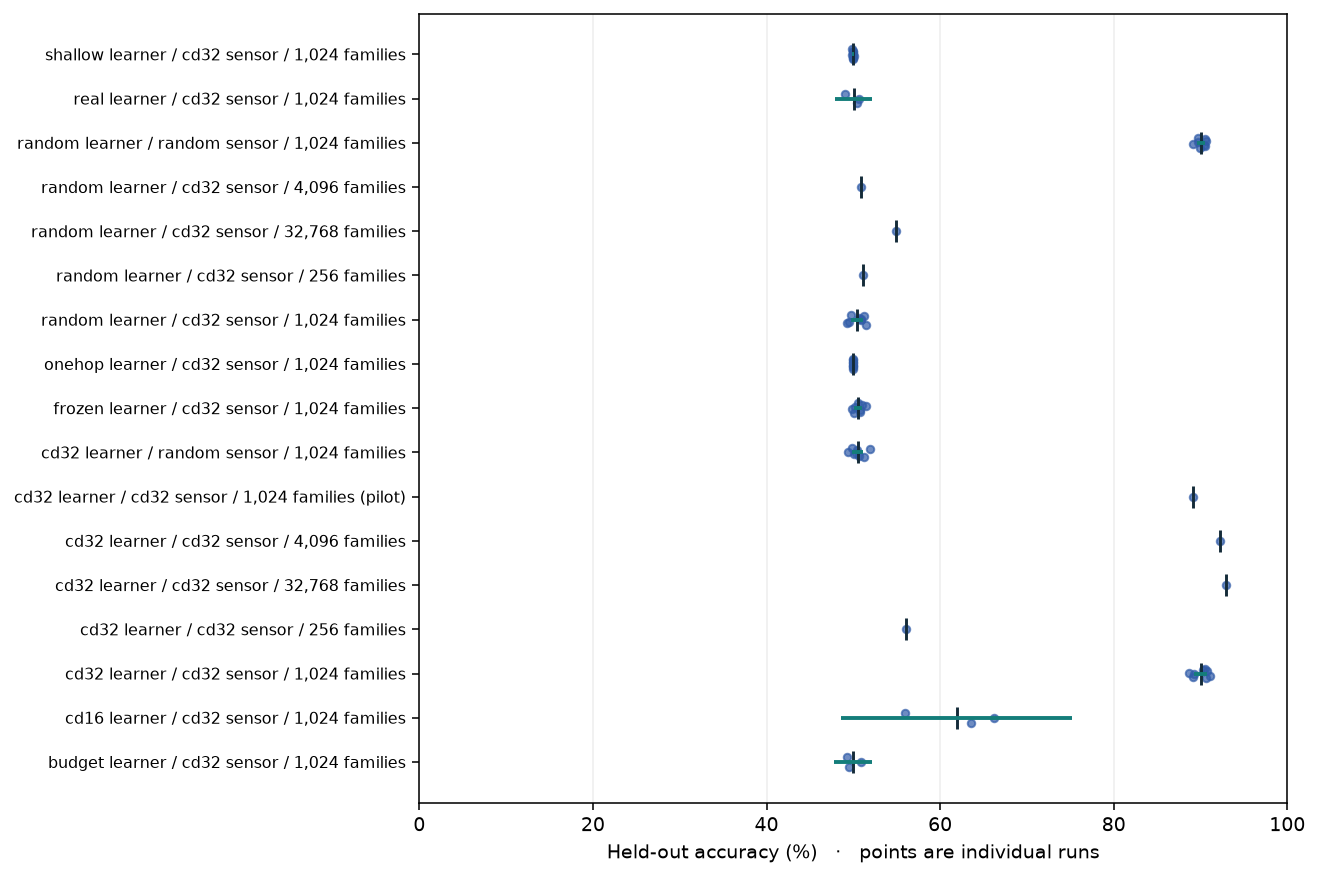 shallow learner / cd32 sensor / 1,024 families
real learner / cd32 sensor / 1,024 families
random learner / random sensor / 1,024 families
random learner / cd32 sensor / 4,096 families
random learner / cd32 sensor / 32,768 families
random learner / cd32 sensor / 256 families
random learner / cd32 sensor / 1,024 families
onehop learner / cd32 sensor / 1,024 families
frozen learner / cd32 sensor / 1,024 families
cd32 learner / random sensor / 1,024 families
cd32 learner / cd32 sensor / 1,024 families (pilot)
cd32 learner / cd32 sensor / 4,096 families
cd32 learner / cd32 sensor / 32,768 families
cd32 learner / cd32 sensor / 256 families
cd32 learner / cd32 sensor / 1,024 families
cd16 learner / cd32 sensor / 1,024 families
budget learner / cd32 sensor / 1,024 families
0 20 40 60 80 100
Held-out accuracy (%) · points are individual runs